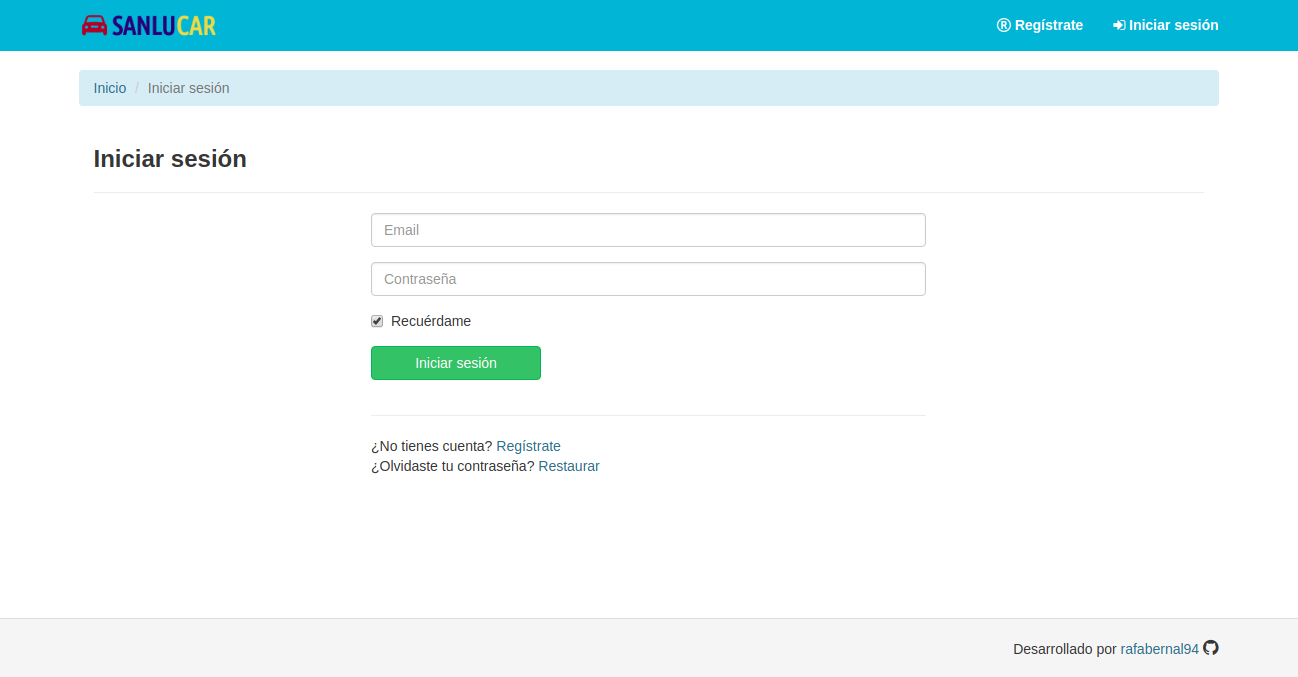 SANLUCAR
® Regístrate Iniciar sesión
Inicio / Iniciar sesión
Iniciar sesión
Email
Contraseña
Recuérdame
Iniciar sesión
¿No tienes cuenta? Regístrate
¿Olvidaste tu contraseña? Restaurar
Desarrollado por rafabernal94